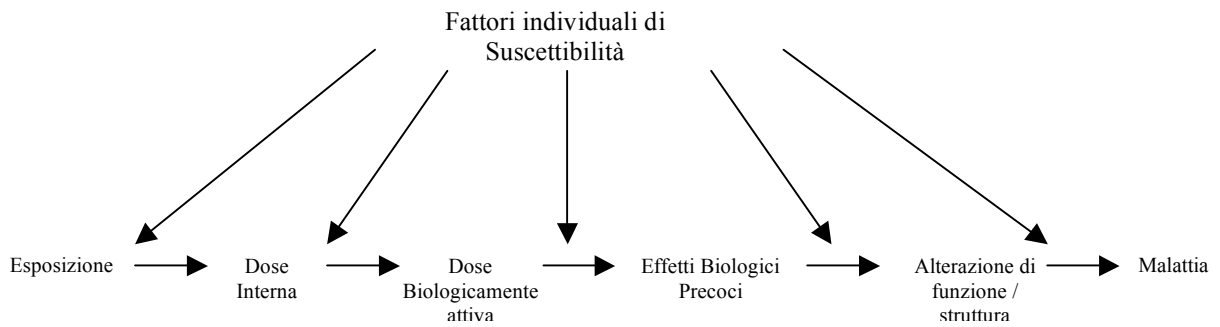 Fattori individuali di
Suscettibilità
Esposizione
Dose
Interna
Dose
Biologicamente
attiva
Effetti Biologici
Precoci
Alterazione di
funzione /
struttura
Malattia